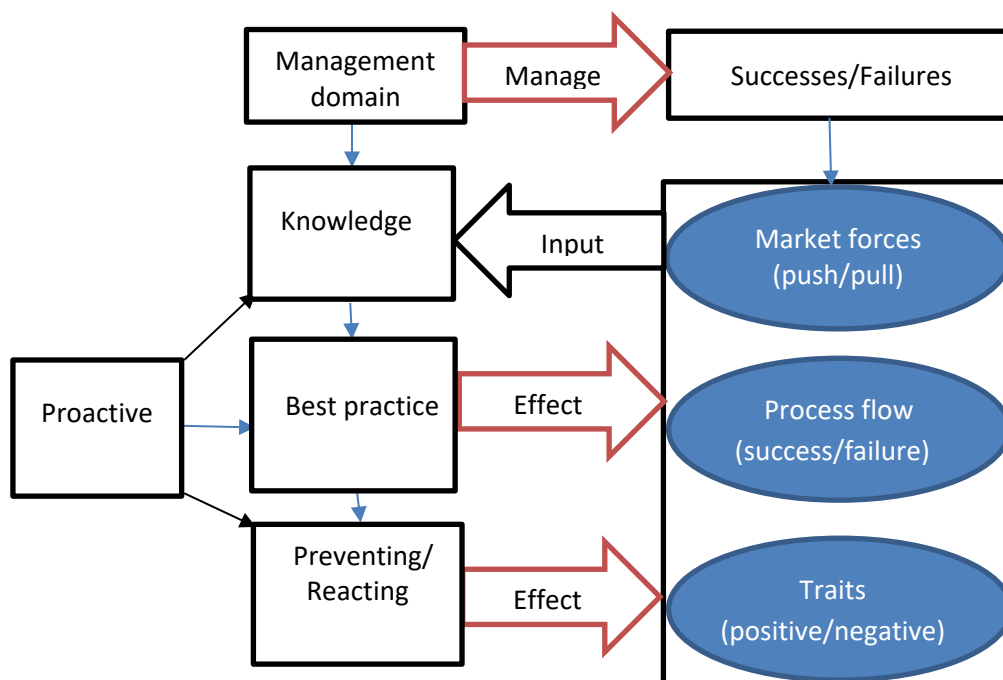 Management
domain
Manage
Successes/Failures
Knowledge
Input
Market forces
(push/pull)
Proactive
Best practice
Effect
Process flow
(success/failure)
Preventing/
Reacting
Effect
Traits
(positive/negative)